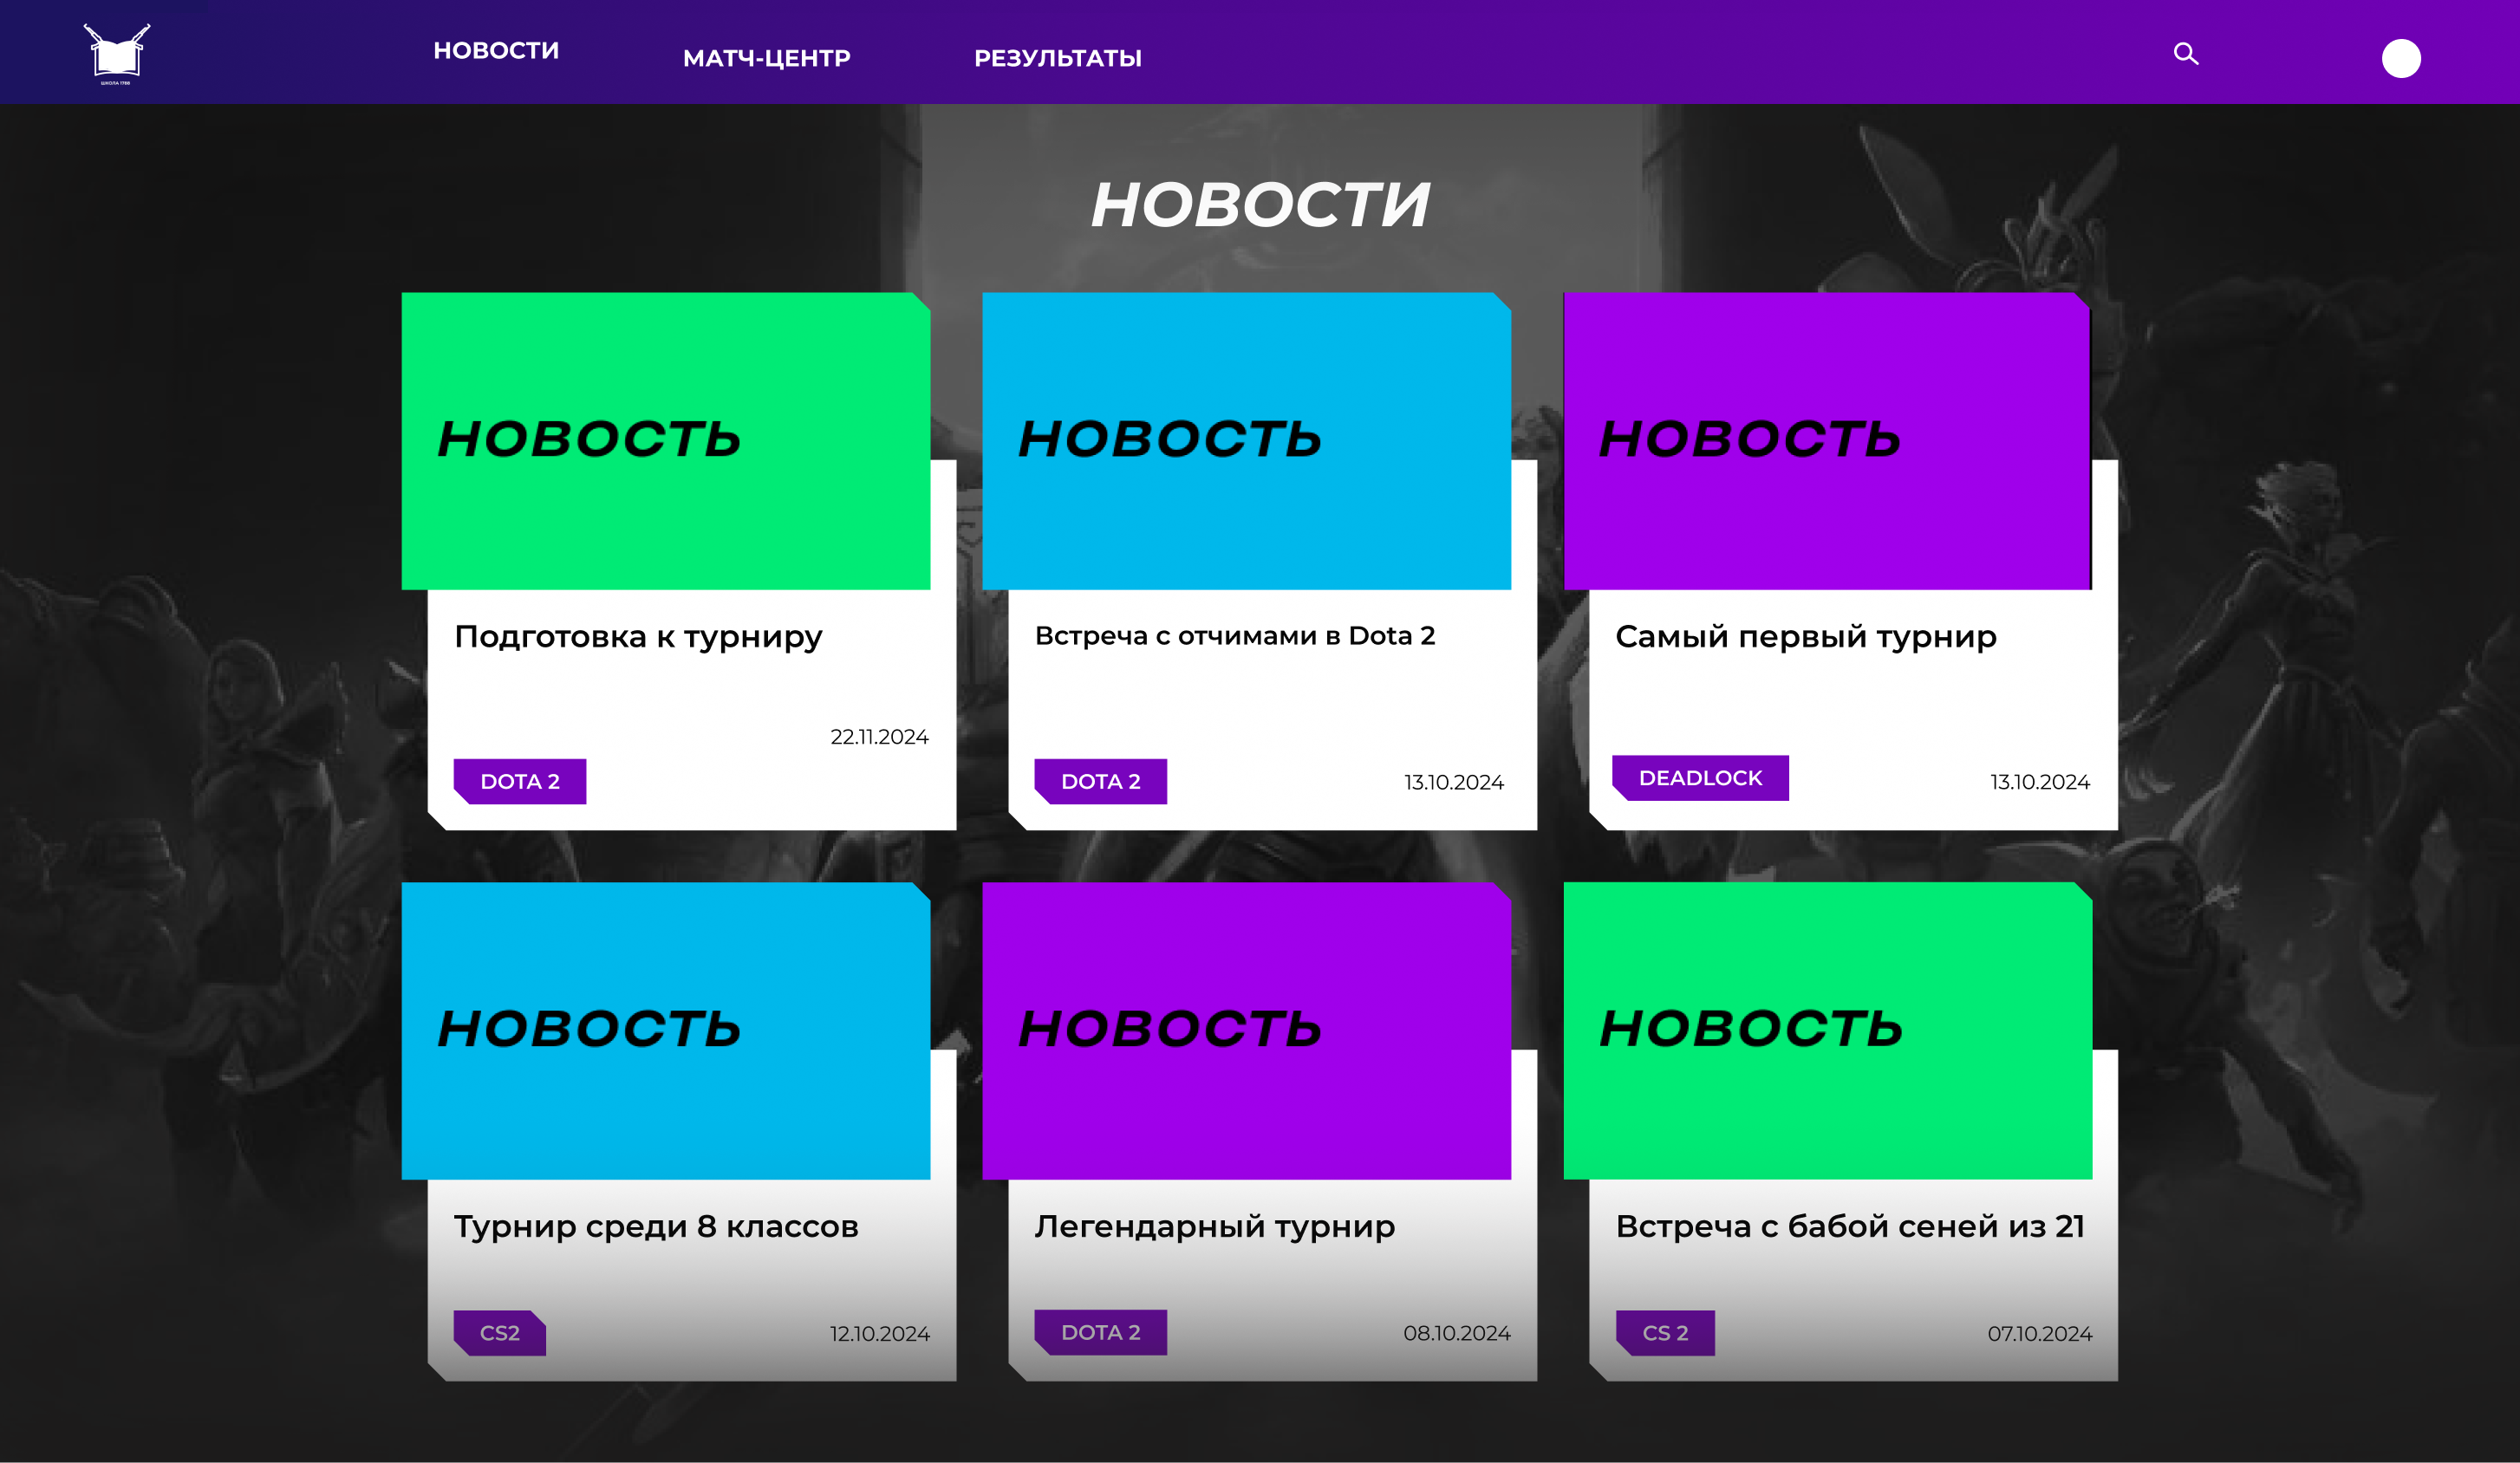 ШКОЛА 1788
НОВОСТИ
МАТЧ-ЦЕНТР
РЕЗУЛЬТАТЫ
НОВОСТИ
НОВОСТЬ
НОВОСТЬ
НОВОСТЬ
Подготовка к турниру
Встреча с отчимами в Dota 2
Самый первый турнир
22.11.2024
DOTA 2
DOTA 2
13.10.2024
DEADLOCK
13.10.2024
НОВОСТЬ
НОВОСТЬ
НОВОСТЬ
Турнир среди 8 классов
Легендарный турнир
Встреча с бабой сеней из 21
CS2
12.10.2024
DOTA 2
08.10.2024
CS 2
07.10.2024